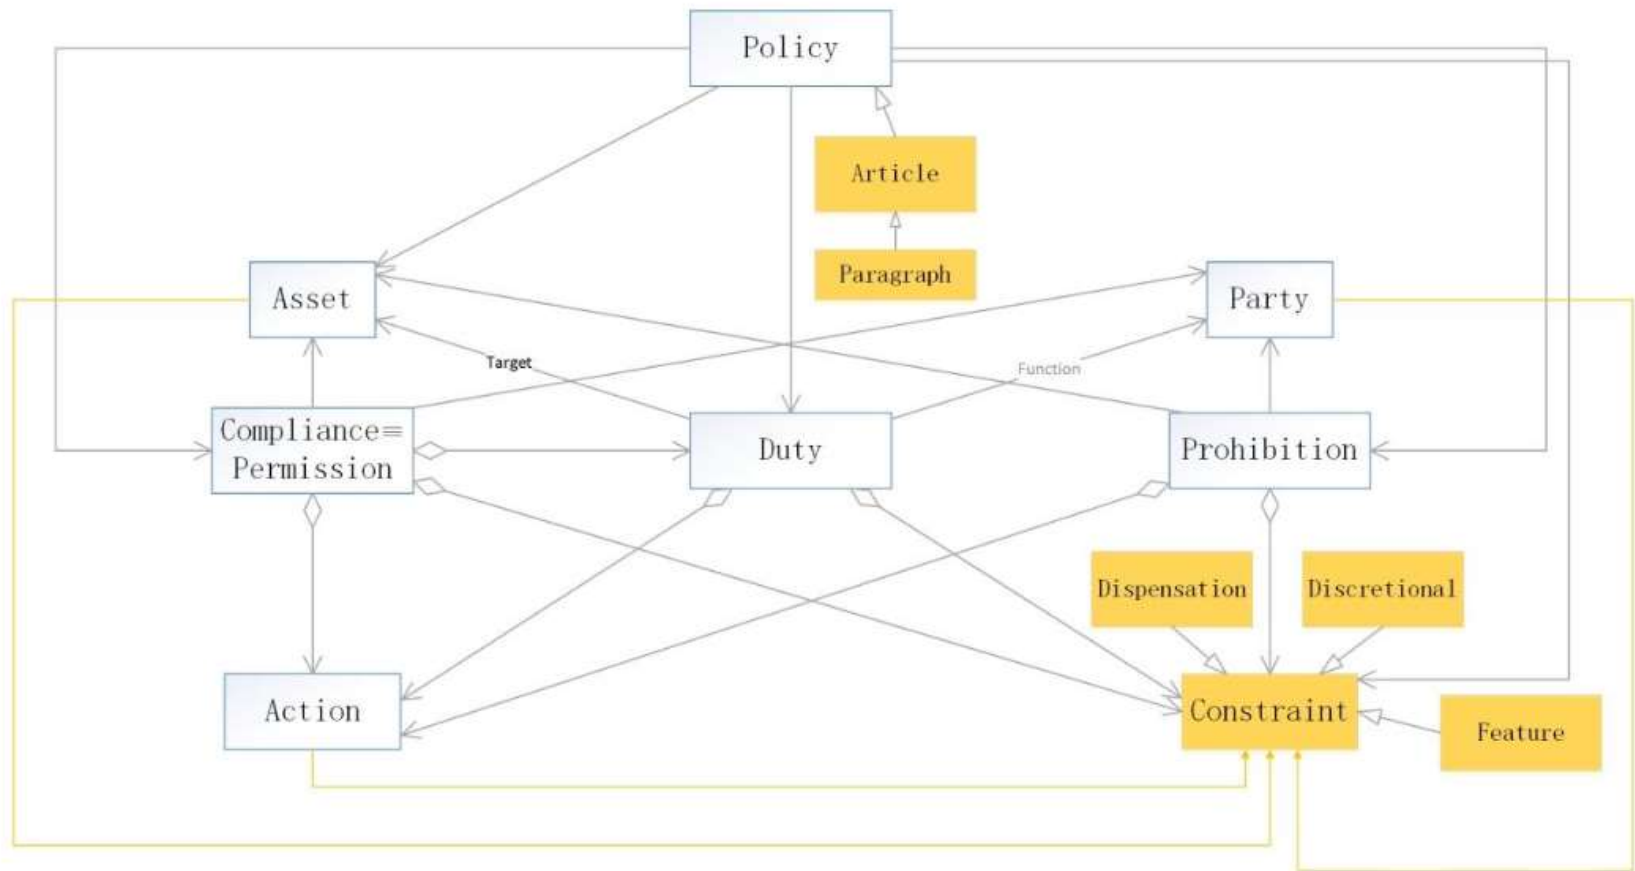 Policy
Article
Paragraph
Asset
Party
Target
Function
Compliance≡
Permission
Duty
Prohibition
Dispensation
Discretional
Action
Constraint
Feature